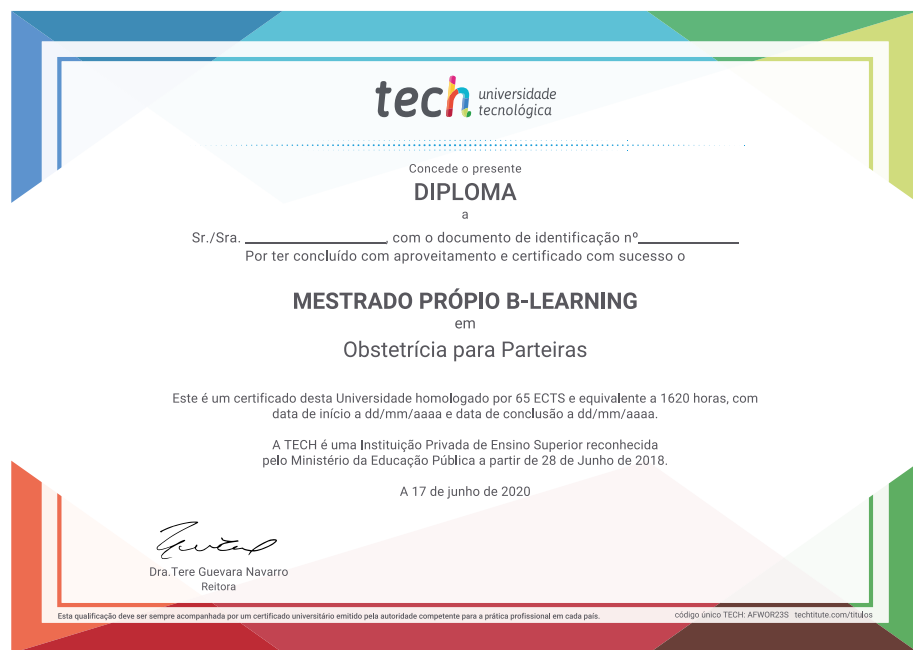 tech universidade
tecnológica
Concede o presente
DIPLOMA
a
Sr./Sra. ________________, com o documento de identificação nº___________
Por ter concluído com aproveitamento e certificado com sucesso o
MESTRADO PRÓPIO B-LEARNING
em
Obstetrícia para Parteiras
Este é um certificado desta Universidade homologado por 65 ECTS e equivalente a 1620 horas, com
data de início a dd/mm/aaaa e data de conclusão a dd/mm/aaaa.
A TECH é uma Instituição Privada de Ensino Superior reconhecida
pelo Ministério da Educação Pública a partir de 28 de Junho de 2018.
A 17 de junho de 2020
Dra.Tere Guevara Navarro
Reitora
Esta qualificação deve ser sempre acompanhada por um certificado universitário emitido pela autoridade competente para a prática profissional em cada país.
código único TECH: AFWOR23S techtitute.com/titulos